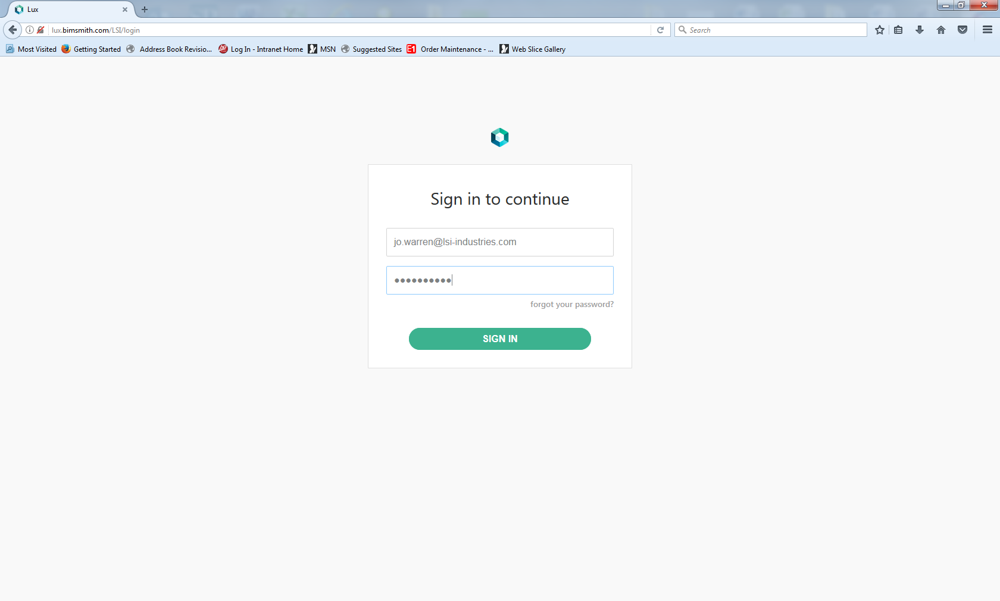 Lux
lux.bimsmith.com/LSI/login
Search
Most Visited Getting Started Address Book Revisio... LSI Log In - Intranet Home MSN Suggested Sites E1 Order Maintenance - ... Web Slice Gallery
Sign in to continue
jo.warren@lsi-industries.com
forgot your password?
SIGN IN